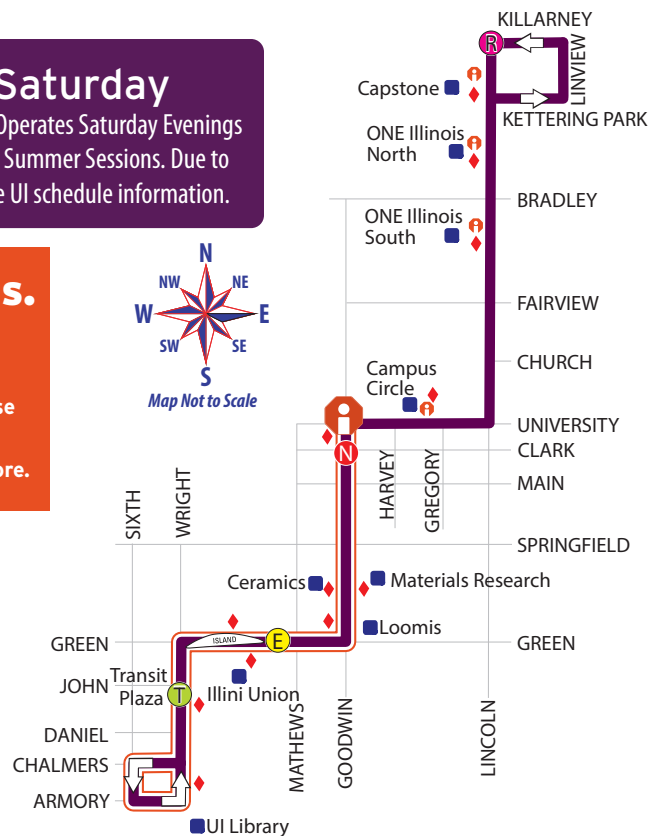 Saturday
Operates Saturday Evenings
Summer Sessions. Due to
UI schedule information.
s.
ore.
KILLARNEY
R
LINVIEW
Capstone
KETTERING PARK
ONE Illinois
North
BRADLEY
ONE Illinois
South
N
NW
NE
W
E
SW
SE
S
Map Not to Scale
FAIRVIEW
CHURCH
Campus
Circle
UNIVERSITY
N
CLARK
HARVEY
GREGORY
MAIN
SIXTH
WRIGHT
SPRINGFIELD
Ceramics
Materials Research
Loomis
ISLAND
E
GREEN
GREEN
JOHN
Transit
Plaza
T
Illini Union
MATHEWS
GOODWIN
LINCOLN
DANIEL
CHALMERS
ARMORY
UI Library